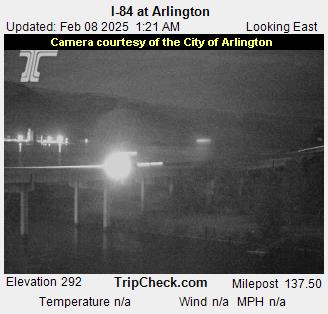 I-84 at Arlington
Updated: Feb 08 2025 1:21 AM Looking East
Camera courtesy of the City of Arlington
Elevation 292 TripCheck.com Milepost 137.50
Temperature n/a Wind n/a MPH n/a